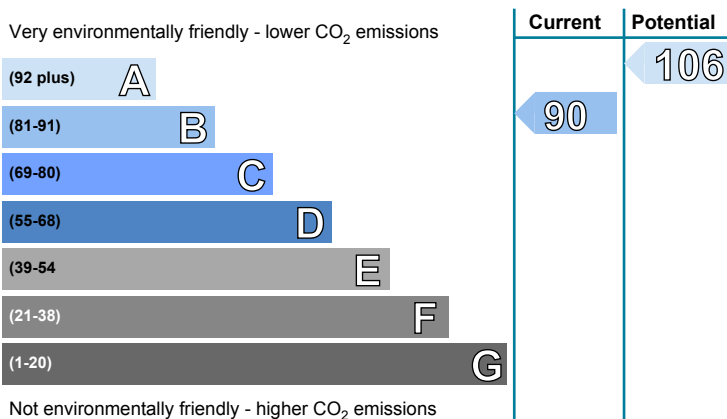 Current Potential
Very environmentally friendly - lower CO2 emissions
106
(92 plus) A
(81-91) B
90
(69-80) C
(55-68) D
(39-54 E
(21-38) F
(1-20) G
Not environmentally friendly - higher CO2 emissions